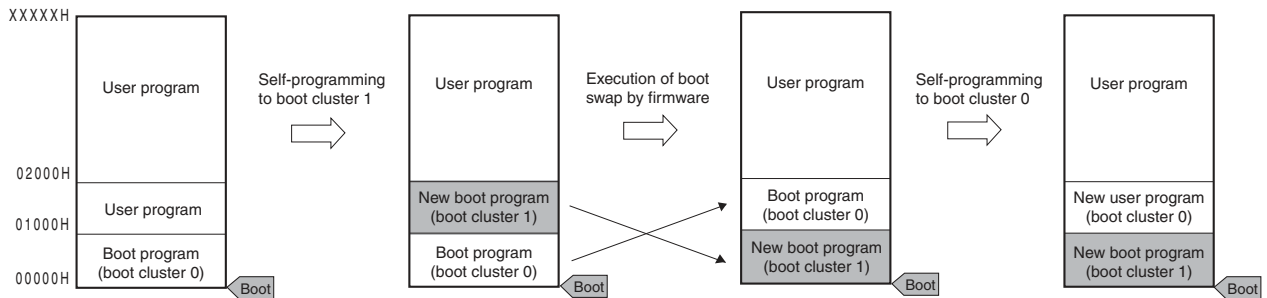 XXXXXH
02000H
01000H
00000H
User program
User program
Boot program
(boot cluster 0)
Boot
Self-programming
to boot cluster 1
User program
New boot program
(boot cluster 1)
Boot program
(boot cluster 0)
Boot
Execution of boot
swap by firmware
User program
Boot program
(boot cluster 0)
New boot program
(boot cluster 1)
Boot
Self-programming
to boot cluster 0
User program
New user program
(boot cluster 0)
New boot program
(boot cluster 1)
Boot